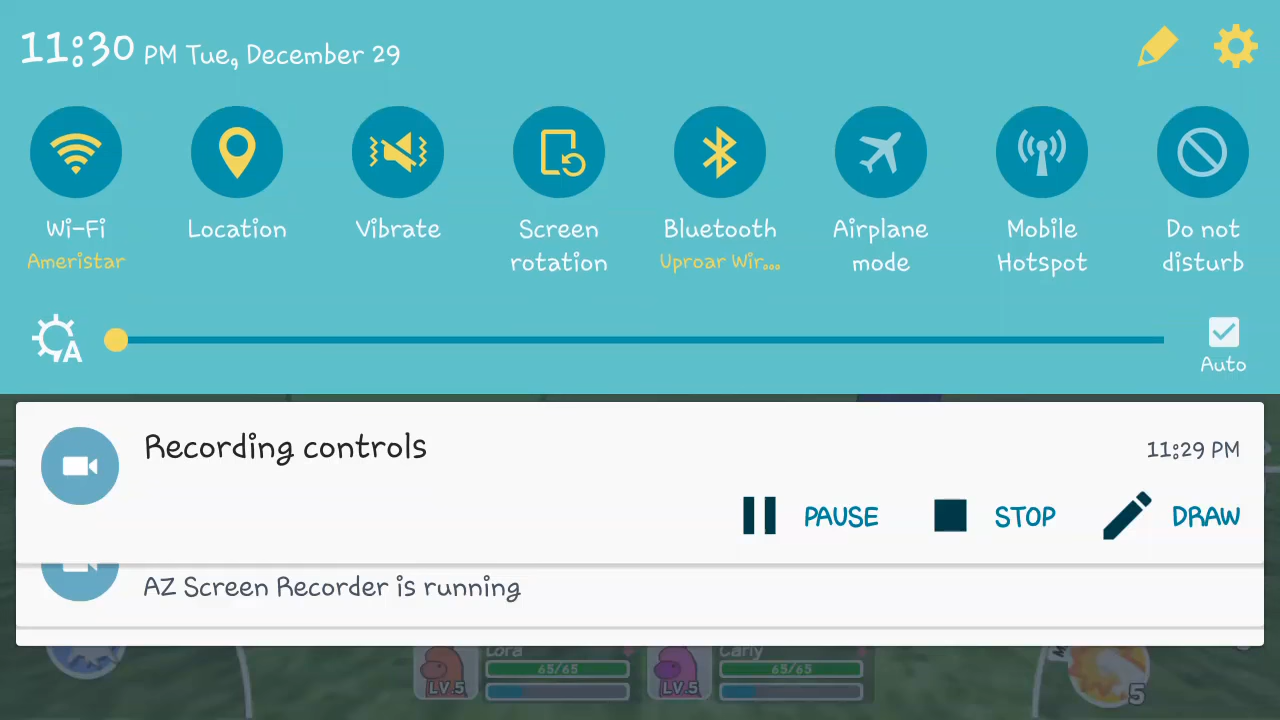 11:30 PM Tue, December 29
Wi-Fi
Ameristar
Location
Vibrate
Screen
rotation
Bluetooth
Uproar Wir...
Airplane
mode
Mobile
Hotspot
Do not
disturb
A
Auto
Recording controls
11:29 PM
PAUSE
STOP
DRAW
AZ Screen Recorder is running
Lora
65/65
LV.5
Carly
65/65
LV.5
5